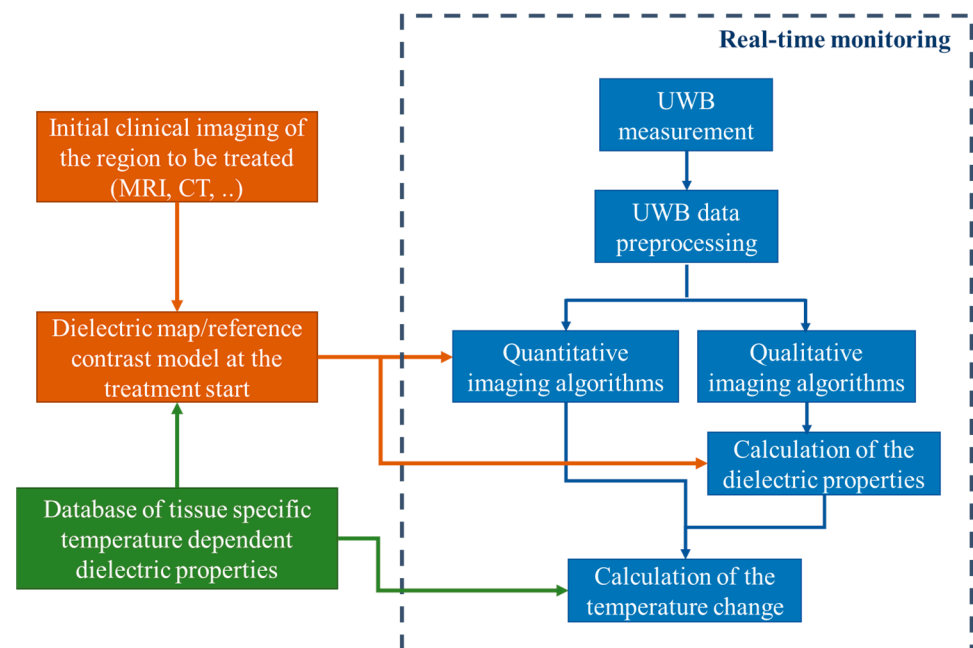 Real-time monitoring
UWB
measurement
Initial clinical imaging of
the region to be treated
(MRI, CT, ..)
UWB data
preprocessing
Dielectric map/reference
contrast model at the
treatment start
Quantitative
imaging algorithms
Qualitative
imaging algorithms
Calculation of the
dielectric properties
Database of tissue specific
temperature dependent
dielectric properties
Calculation of the
temperature change